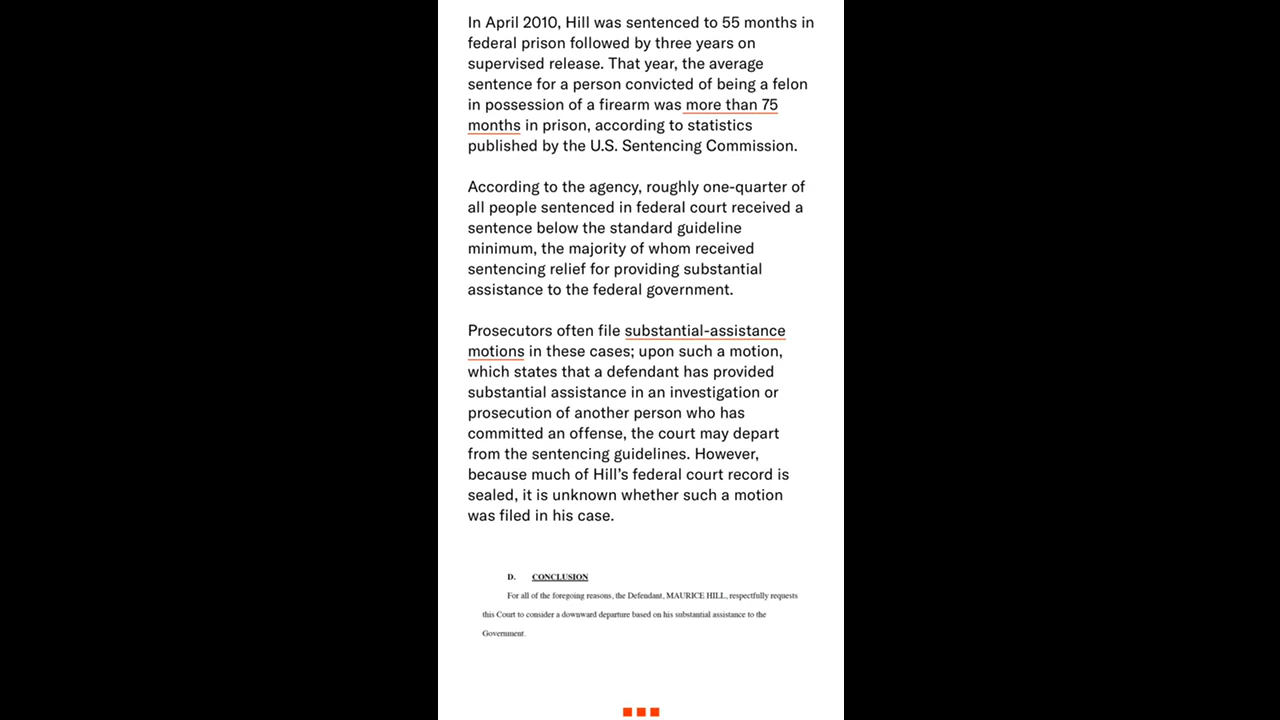 In April 2010, Hill was sentenced to 55 months in
federal prison followed by three years on
supervised release. That year, the average
sentence for a person convicted of being a felon
in possession of a firearm was more than 75
months in prison, according to statistics
published by the U.S. Sentencing Commission.
According to the agency, roughly one-quarter of
all people sentenced in federal court received a
sentence below the standard guideline
minimum, the majority of whom received
sentencing relief for providing substantial
assistance to the federal government.
Prosecutors often file substantial-assistance
motions in these cases; upon such a motion,
which states that a defendant has provided
substantial assistance in an investigation or
prosecution of another person who has
committed an offense, the court may depart
from the sentencing guidelines. However,
because much of Hill’s federal court record is
sealed, it is unknown whether such a motion
was filed in his case.
D. CONCLUSION
For all of the foregoing reasons, the Defendant, MAURICE HILL, respectfully requests
this Court to consider a downward departure based on his substantial assistance to the
Government.